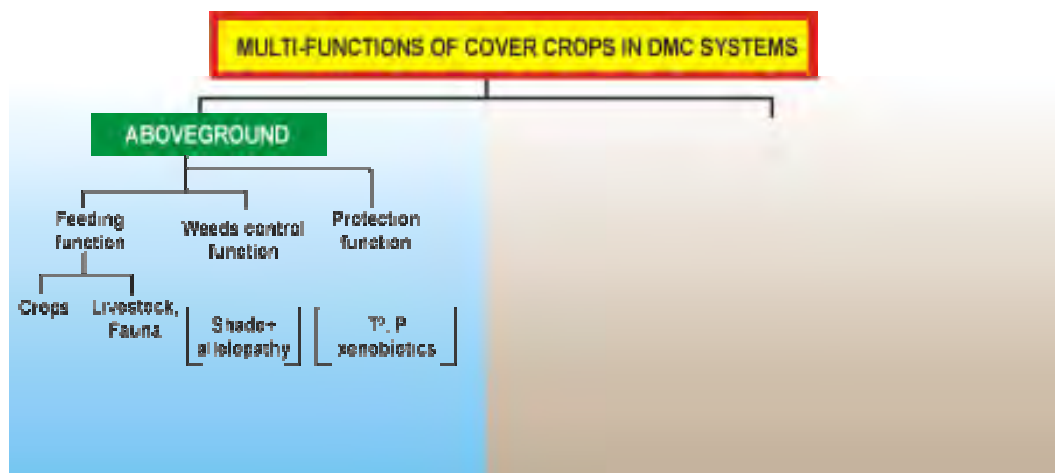 MULTI-FUNCTIONS OF COVER CROPS IN DMC SYSTEMS
ABOVEGROUND
Feeding
function
Weeds control
function
Protection
function
Crops
Livestock,
Fauna
Shade+
allelopathy
T°, P
xenobiotics